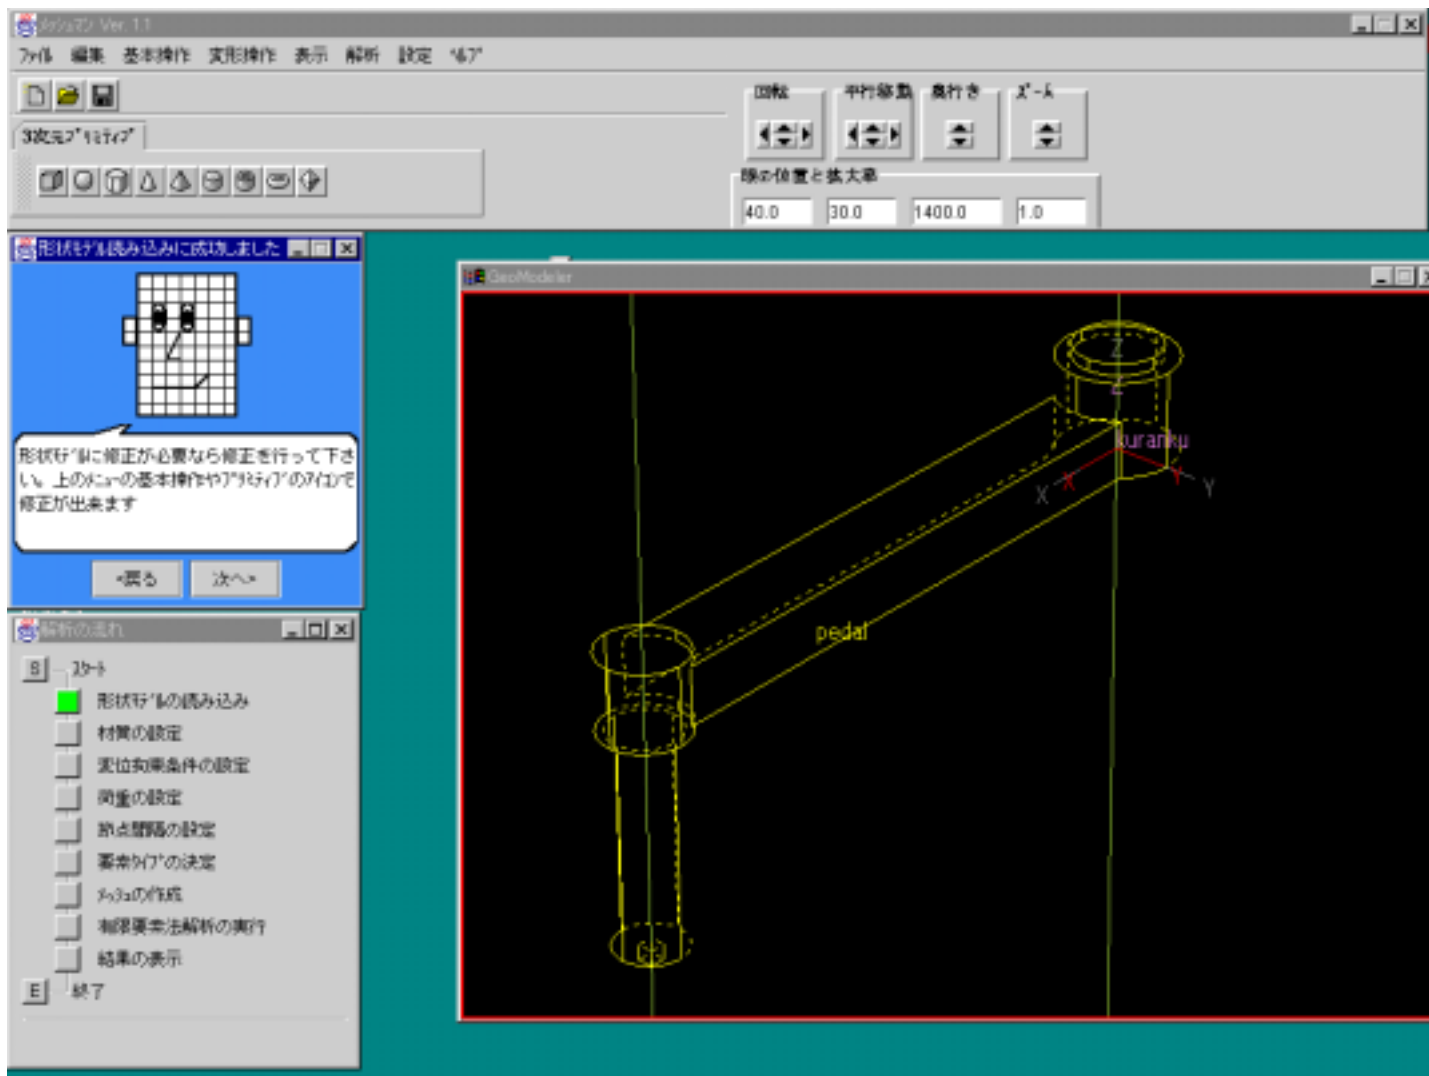 メッシュマン Ver. 1.1
ファイル 編集 基本操作 変形操作 表示 解析 設定 ヘルプ
回転 平行移動 奥行き ズーム
3次元プリミティブ
眼の位置と拡大率
40.0 30.0 1400.0 1.0
形状モデル読み込みに成功しました
形状モデルに修正が必要なら修正を行って下さ
い。上のメニューの基本操作やプリミティブのアイコンで
修正が出来ます
<戻る 次へ>
解析の流れ
S スタート
形状モデルの読み込み
材質の設定
変位拘束条件の設定
荷重の設定
節点間隔の設定
要素タイプの決定
メッシュの作成
有限要素法解析の実行
結果の表示
E 終了
GeoModeler
Z
Z
kuranku
X X Y Y
pedal